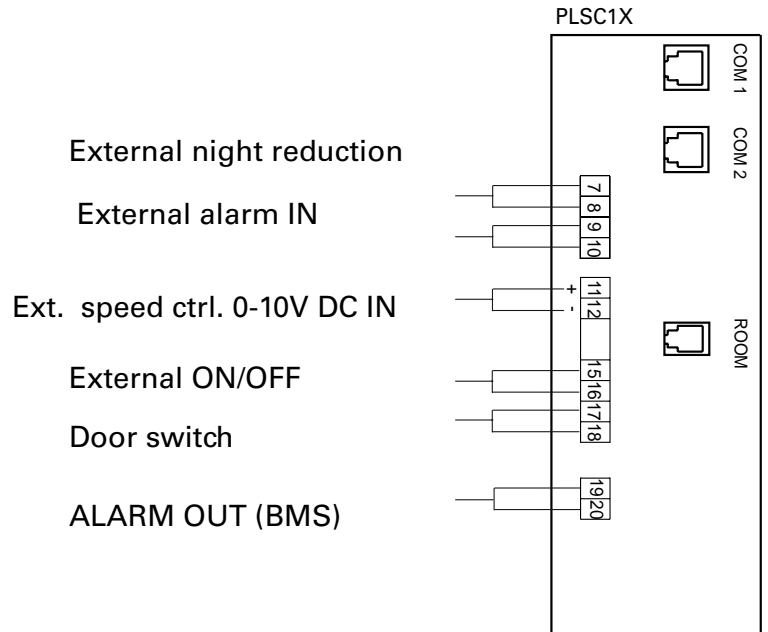 PLSC1X
COM 1
COM 2
External night reduction
7
8
External alarm IN
9
10
Ext. speed ctrl. 0-10V DC IN
+ 11
- 12
ROOM
External ON/OFF
15
16
Door switch
17
18
ALARM OUT (BMS)
19
20